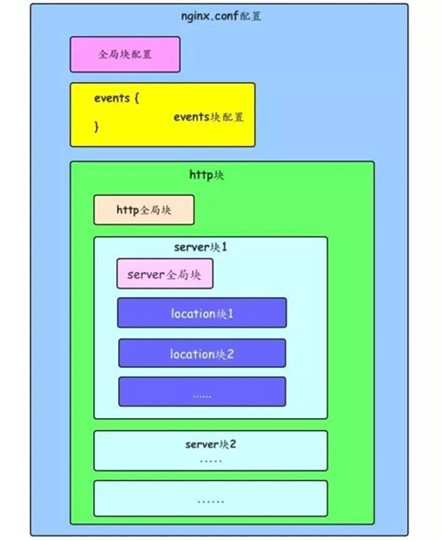 nginx.conf配置
全局块配置
events {
events块配置
}
http块
http全局块
server块1
server全局块
location块1
location块2
......
server块2
.....
......